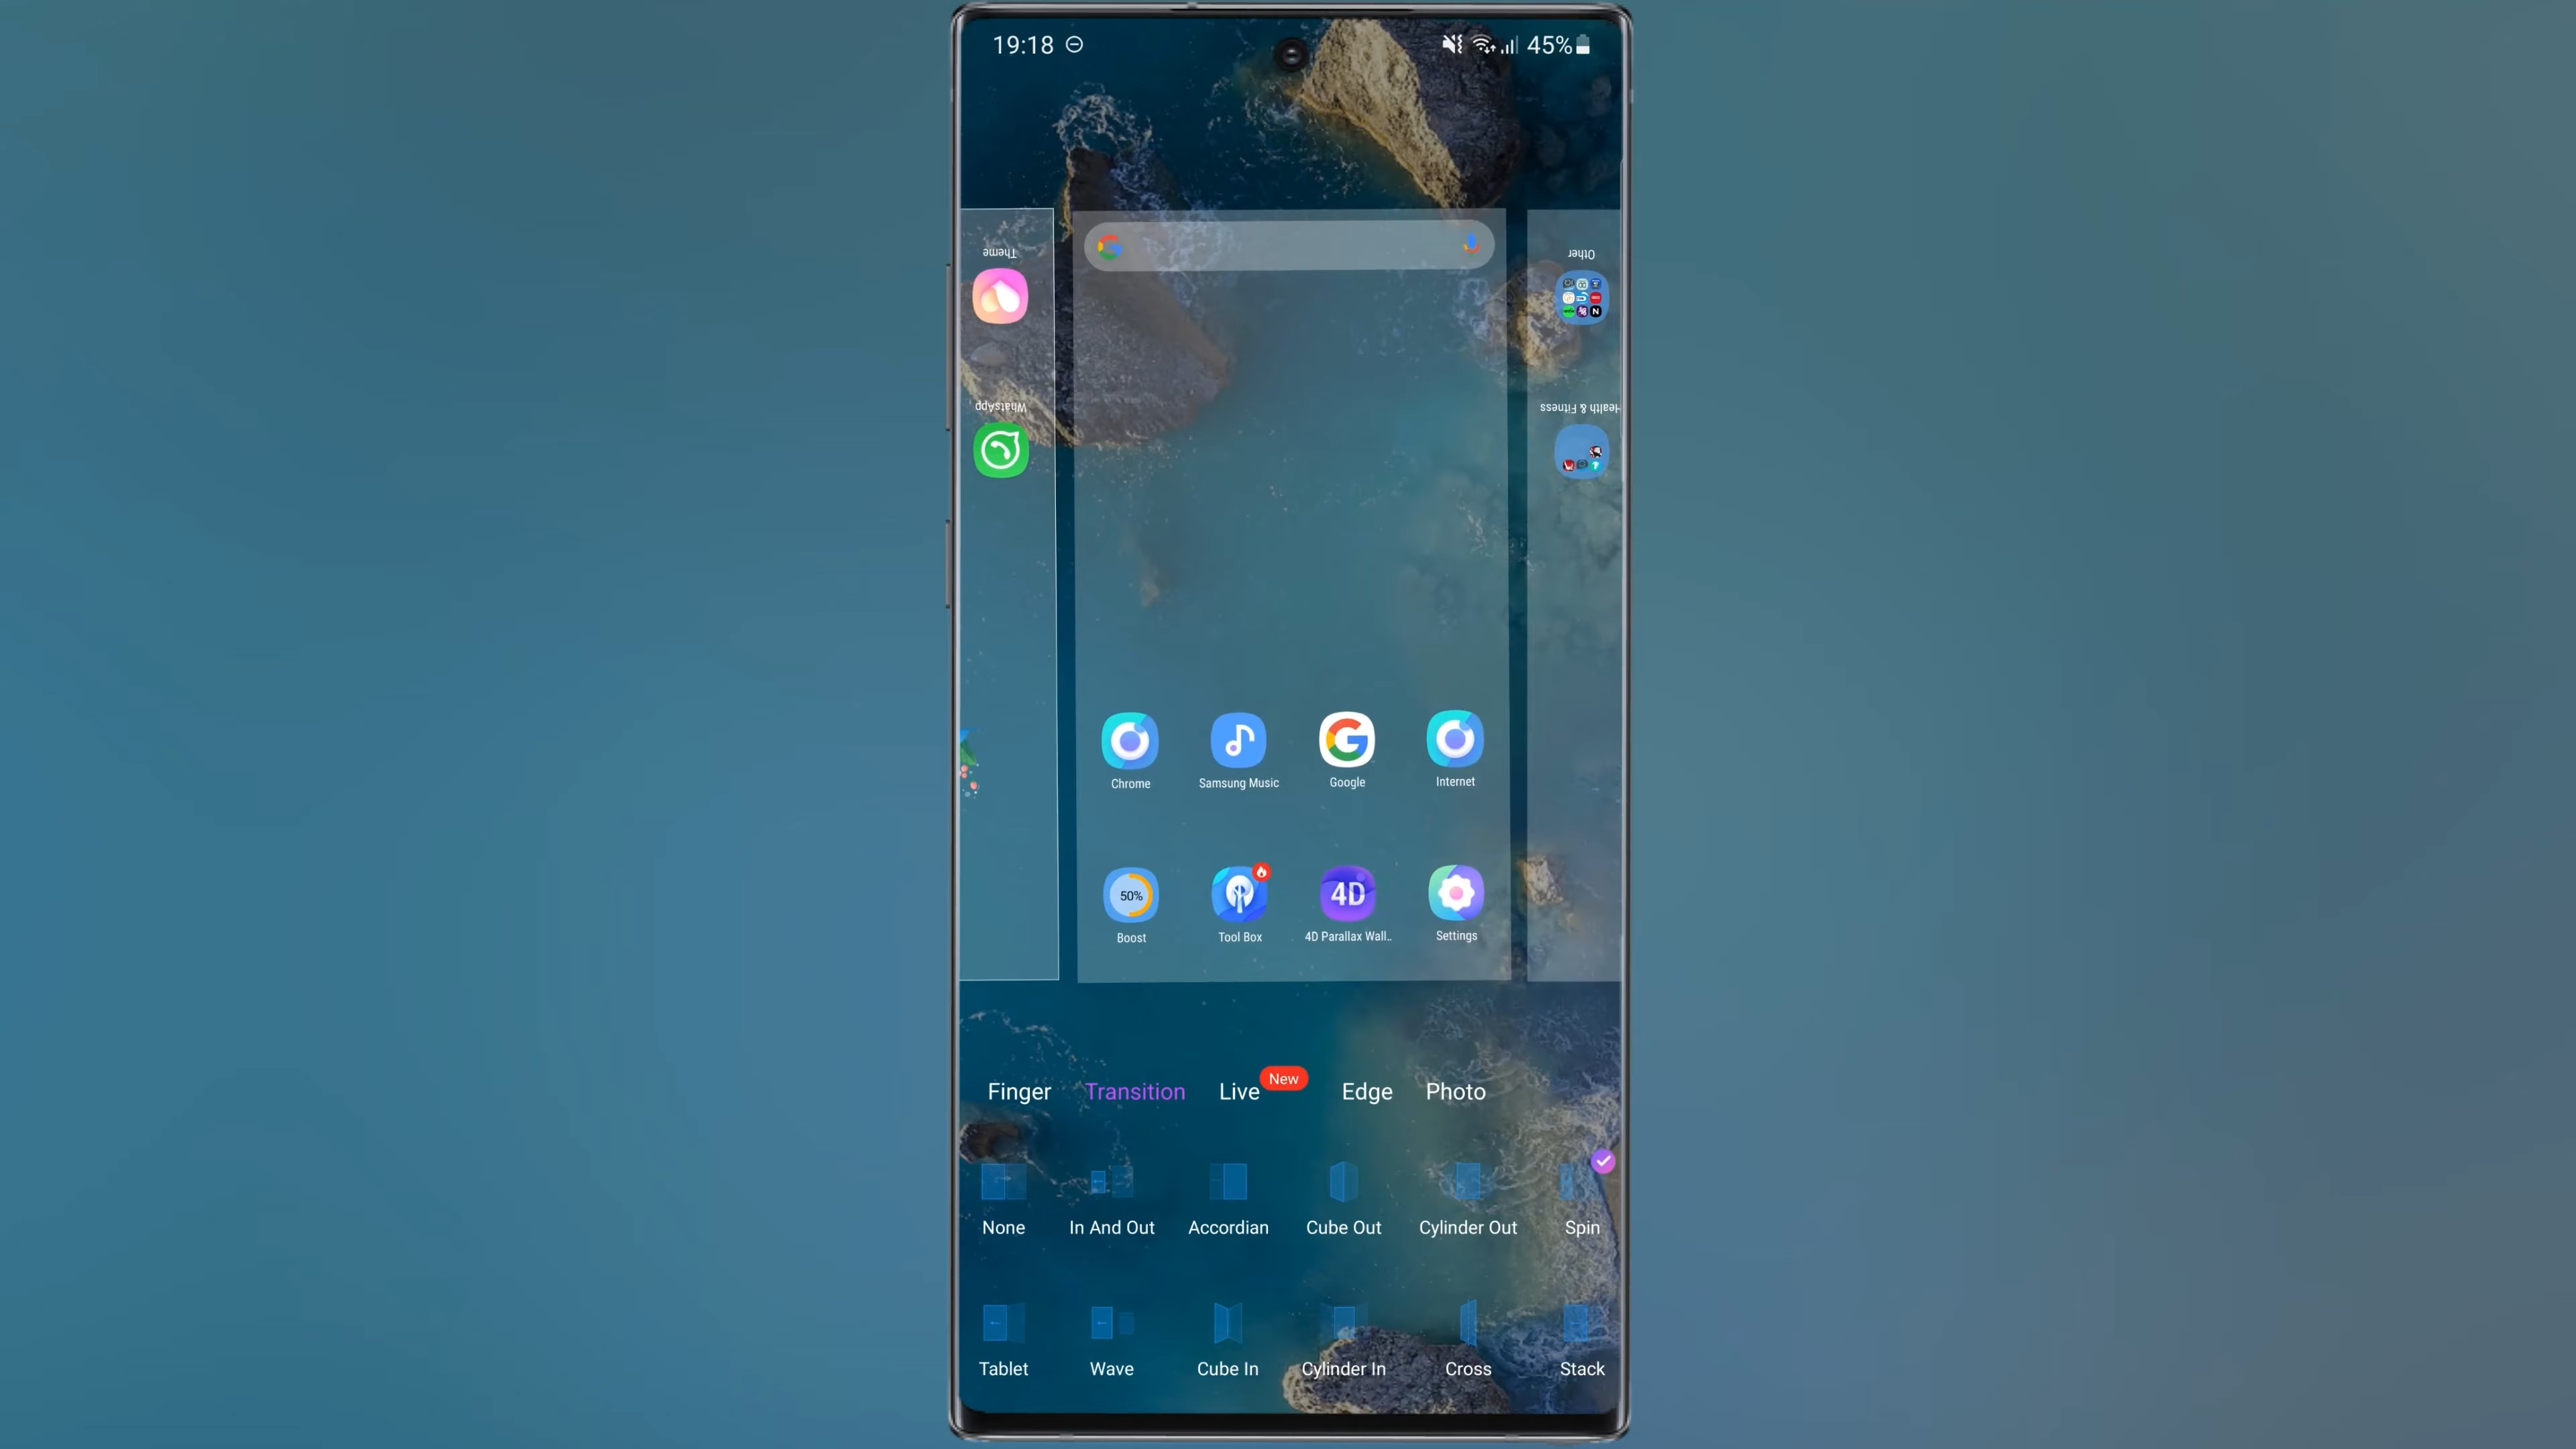 19:18 45%
Theme
Other
WhatsApp
Health & Fitness
Chrome Samsung Music Google Internet
50% 4D
Boost Tool Box 4D Parallax Wall.. Settings
New
Finger Transition Live Edge Photo
None In And Out Accordian Cube Out Cylinder Out Spin
Tablet Wave Cube In Cylinder In Cross Stack